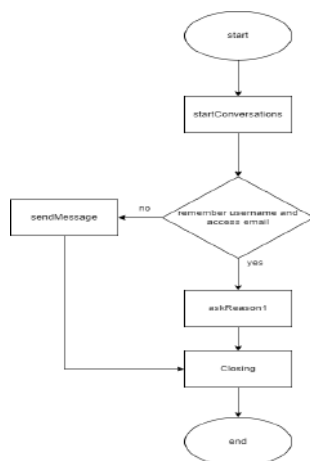 start
startConversations
remember username and
access email
no
sendMessage
yes
askReason1
Closing
end